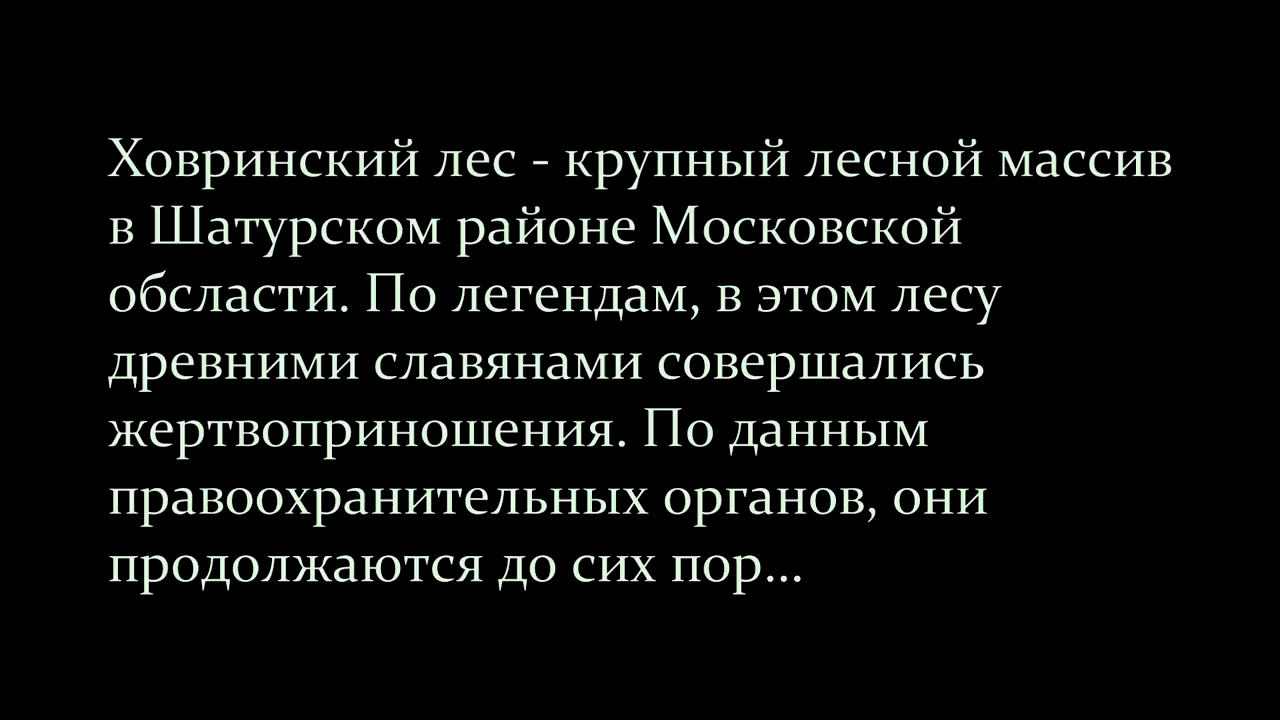 Ховринский лес - крупный лесной массив
в Шатурском районе Московской
обсласти. По легендам, в этом лесу
древними славянами совершались
жертвоприношения. По данным
правоохранительных органов, они
продолжаются до сих пор...